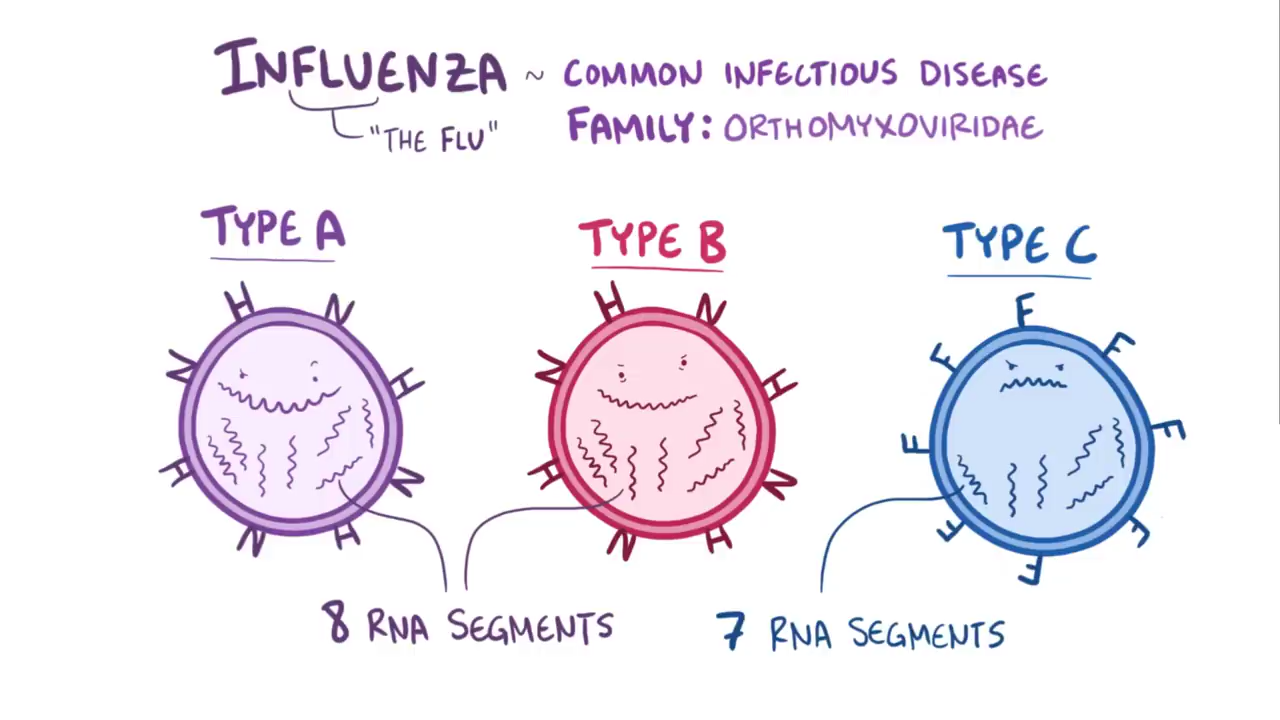 INFLUENZA ~ COMMON INFECTIOUS DISEASE
"THE FLU" FAMILY: ORTHOMYXOVIRIDAE
TYPE A TYPE B TYPE C
H N H N F
N H N H F F
H N H N F F
N H N H F F
F
8 RNA SEGMENTS 7 RNA SEGMENTS